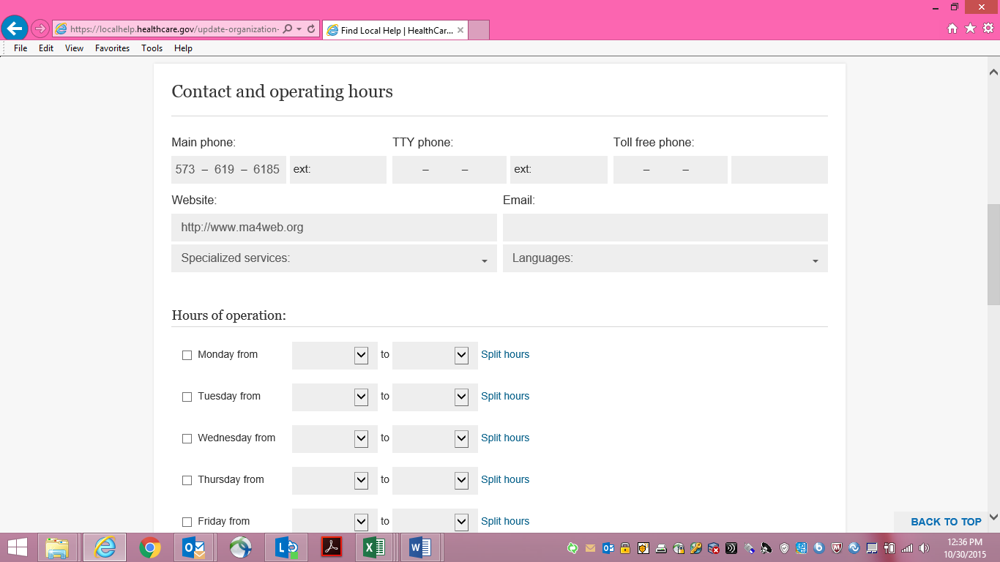 https://localhelp.healthcare.gov/update-organization-
Find Local Help | HealthCar...
File Edit View Favorites Tools Help
Contact and operating hours
Main phone: TTY phone: Toll free phone:
573 – 619 – 6185 ext: – – ext: – –
Website: Email:
http://www.ma4web.org
Specialized services: Languages:
Hours of operation:
Monday from to Split hours
Tuesday from to Split hours
Wednesday from to Split hours
Thursday from to Split hours
Friday from to Split hours
BACK TO TOP
12:36 PM
10/30/2015